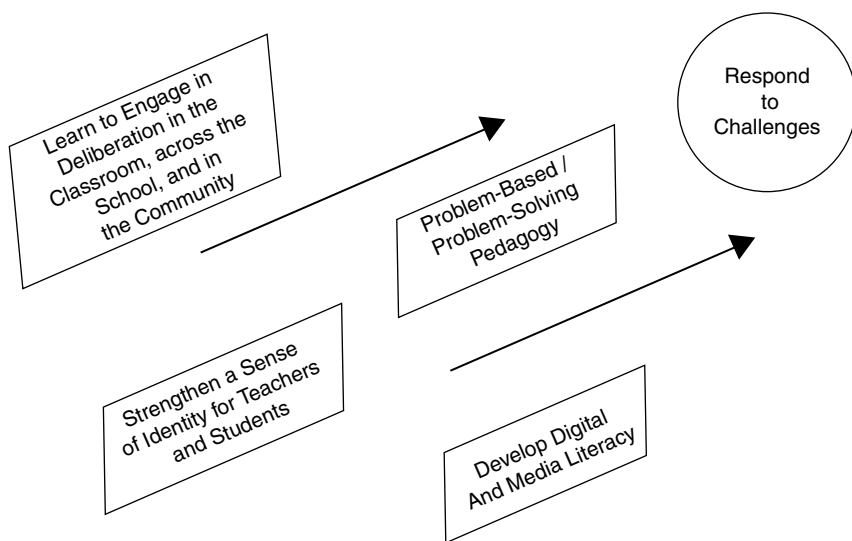 Learn to Engage in
Deliberation in the
Classroom, across the
School, and in
the Community
Respond
to
Challenges
Problem-Based /
Problem-Solving
Pedagogy
Strengthen a Sense
of Identity for Teachers
and Students
Develop Digital
And Media Literacy